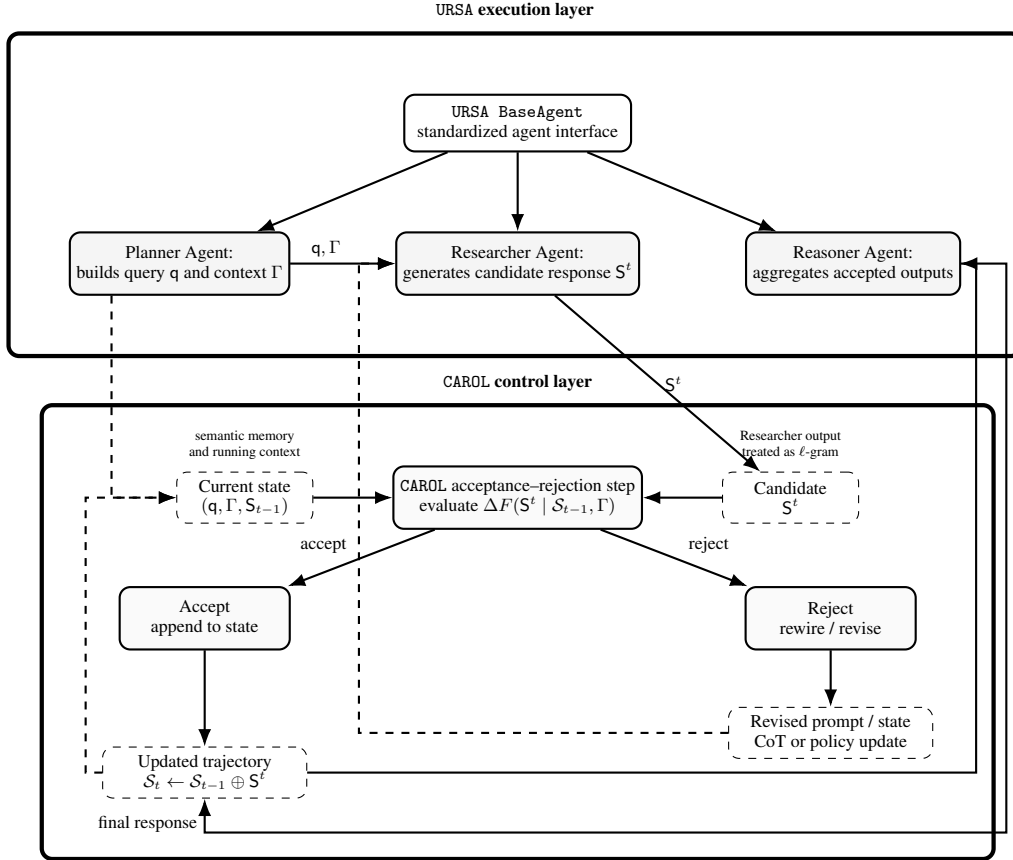 URSA execution layer
URSA BaseAgent
standardized agent interface
Planner Agent:
builds query q and context Γ
q, Γ
Researcher Agent:
generates candidate response S^t
Reasoner Agent:
aggregates accepted outputs
CAROL control layer
S^t
semantic memory
and running context
Researcher output
treated as ℓ-gram
Current state
(q, Γ, S_{t−1})
CAROL acceptance–rejection step
evaluate ΔF(S^t | 𝒮_{t−1}, Γ)
Candidate
S^t
accept
reject
Accept
append to state
Reject
rewire / revise
Revised prompt / state
CoT or policy update
Updated trajectory
𝒮_t ← 𝒮_{t−1} ⊕ S^t
final response